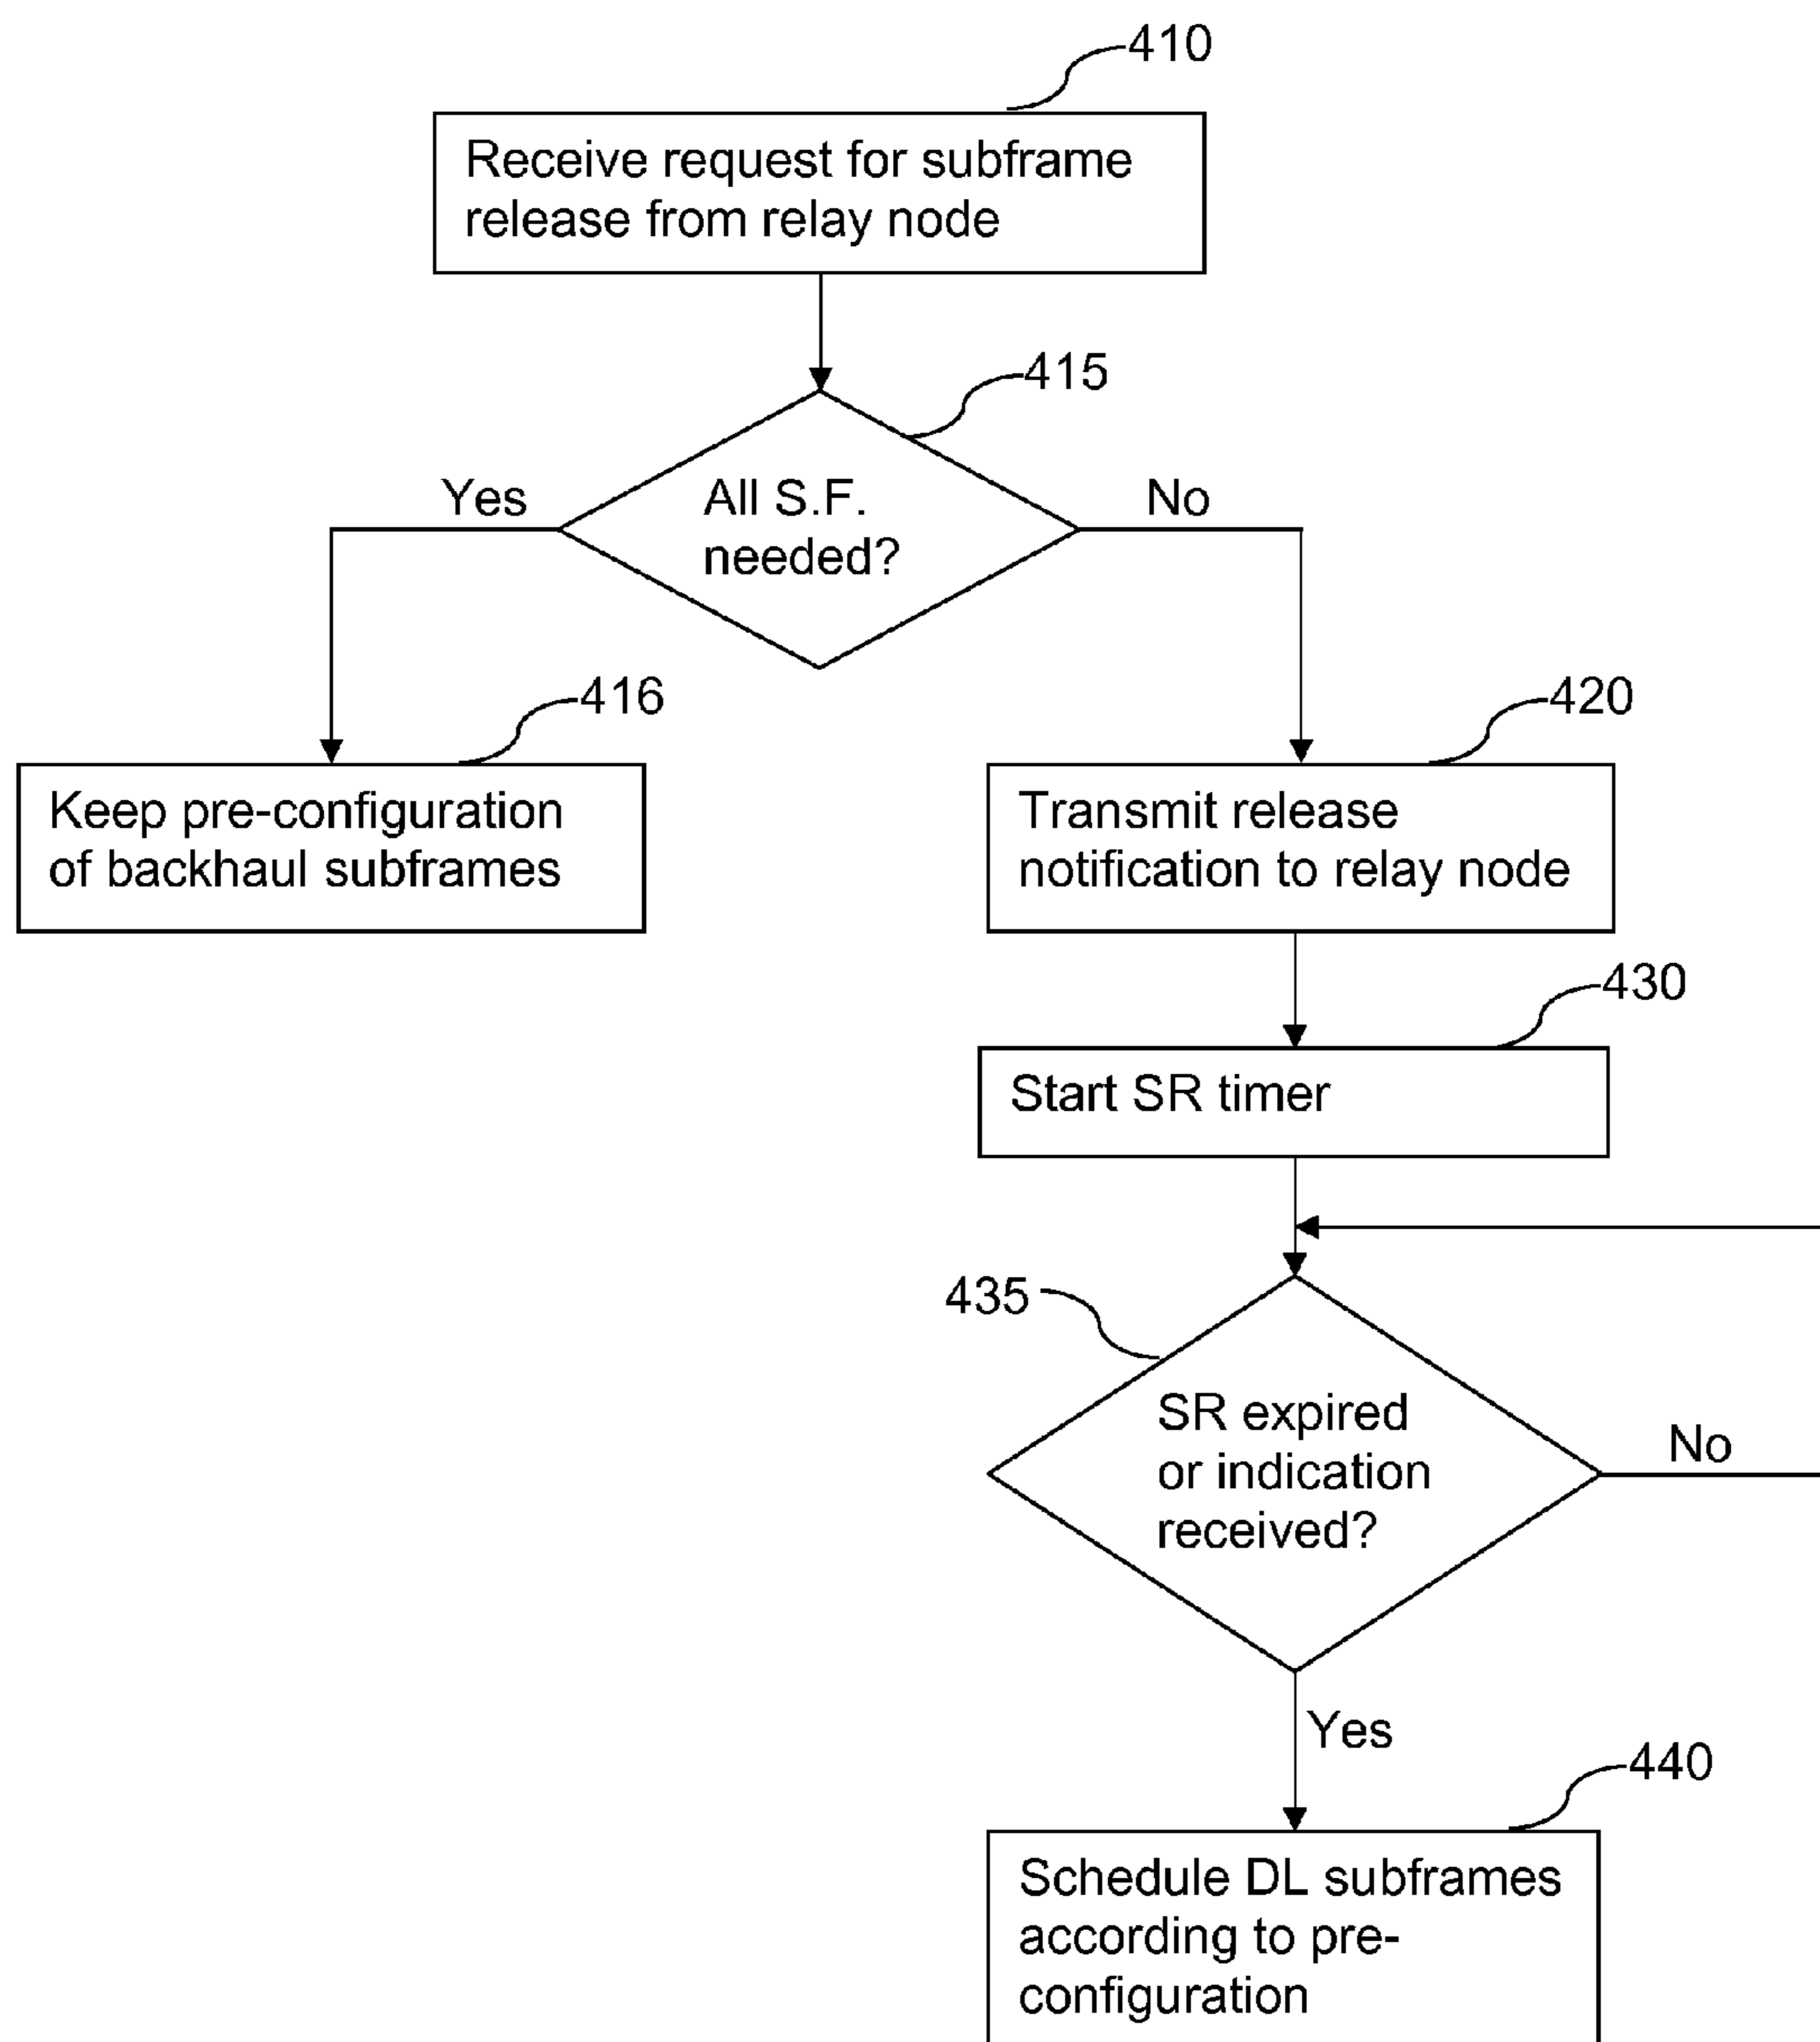 410
Receive request for subframe
release from relay node
415
All S.F.
needed?
Yes
No
416
Keep pre-configuration
of backhaul subframes
420
Transmit release
notification to relay node
430
Start SR timer
435
SR expired
or indication
received?
No
Yes
440
Schedule DL subframes
according to pre-
configuration